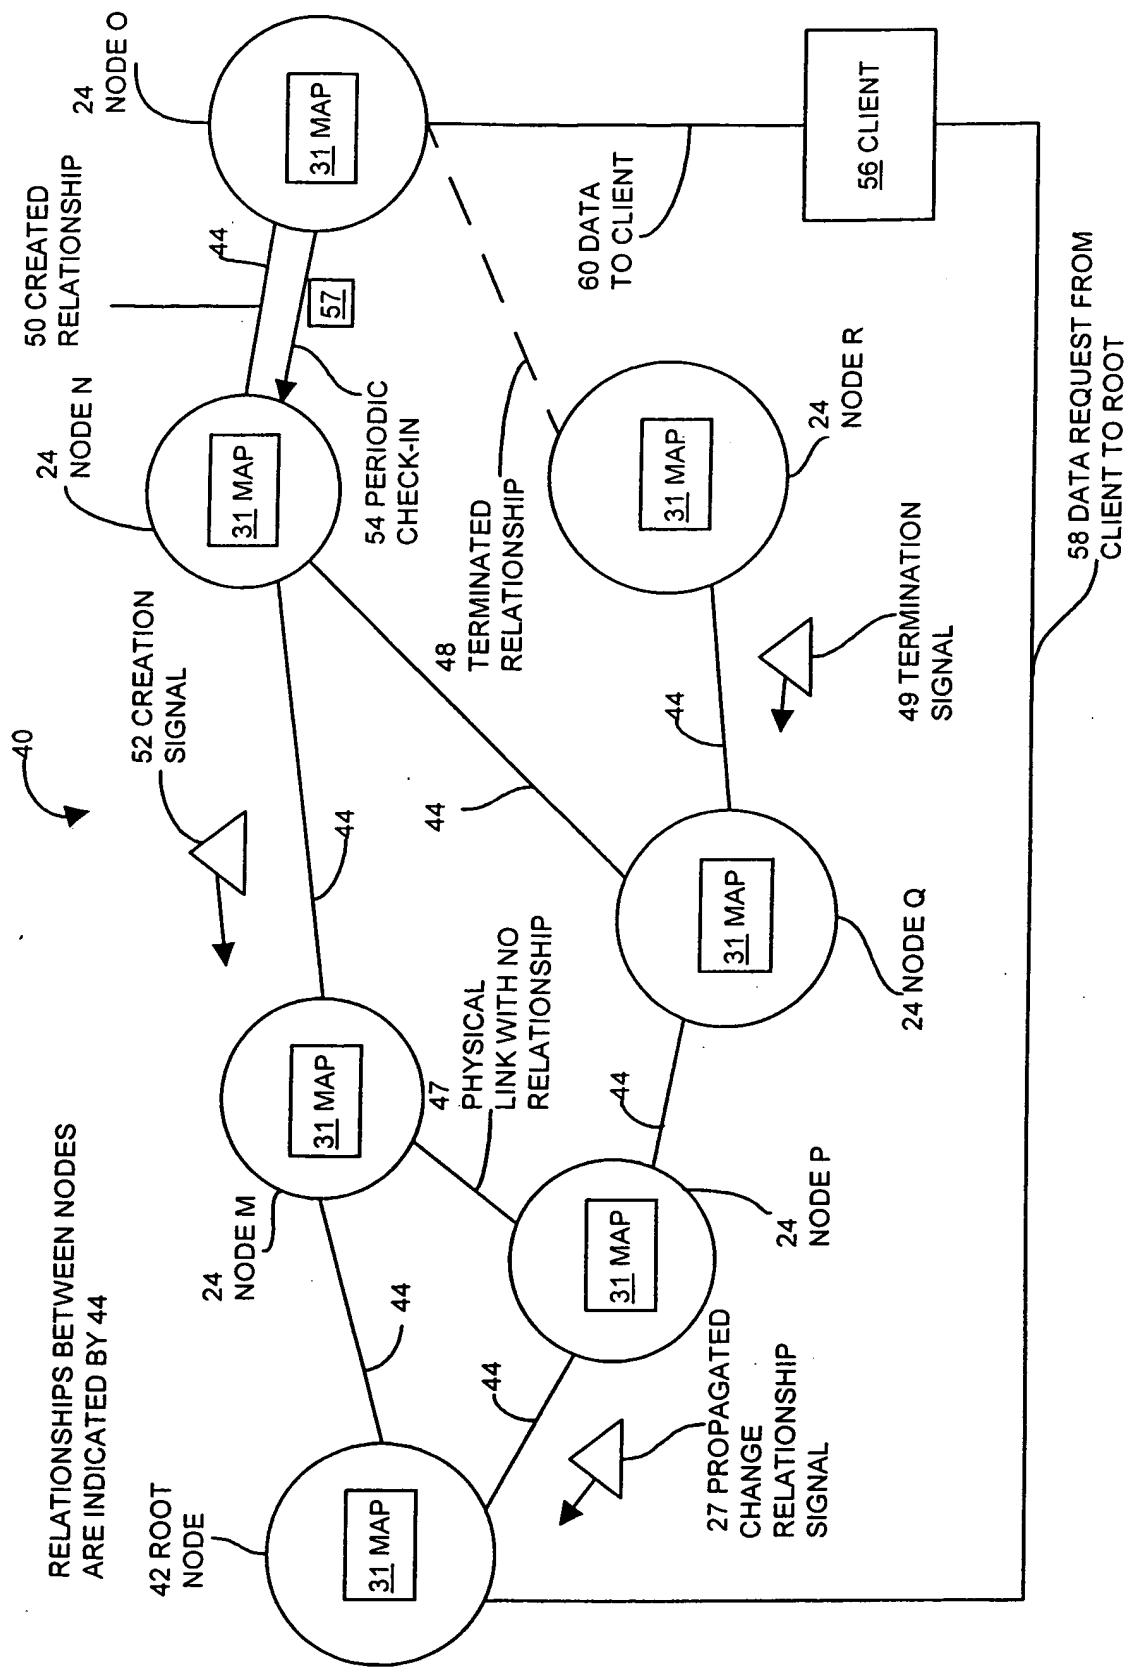 RELATIONSHIPS BETWEEN NODES
ARE INDICATED BY 44
40
42 ROOT
NODE
31 MAP
24
NODE M
31 MAP
44
44
52 CREATION
SIGNAL
24
NODE N
31 MAP
50 CREATED
RELATIONSHIP
44
57
54 PERIODIC
CHECK-IN
24
NODE O
31 MAP
47
PHYSICAL
LINK WITH NO
RELATIONSHIP
44
48
TERMINATED
RELATIONSHIP
60 DATA
TO CLIENT
56 CLIENT
44
27 PROPAGATED
CHANGE
RELATIONSHIP
SIGNAL
31 MAP
24
NODE P
44
31 MAP
24 NODE Q
44
49 TERMINATION
SIGNAL
31 MAP
24
NODE R
58 DATA REQUEST FROM
CLIENT TO ROOT